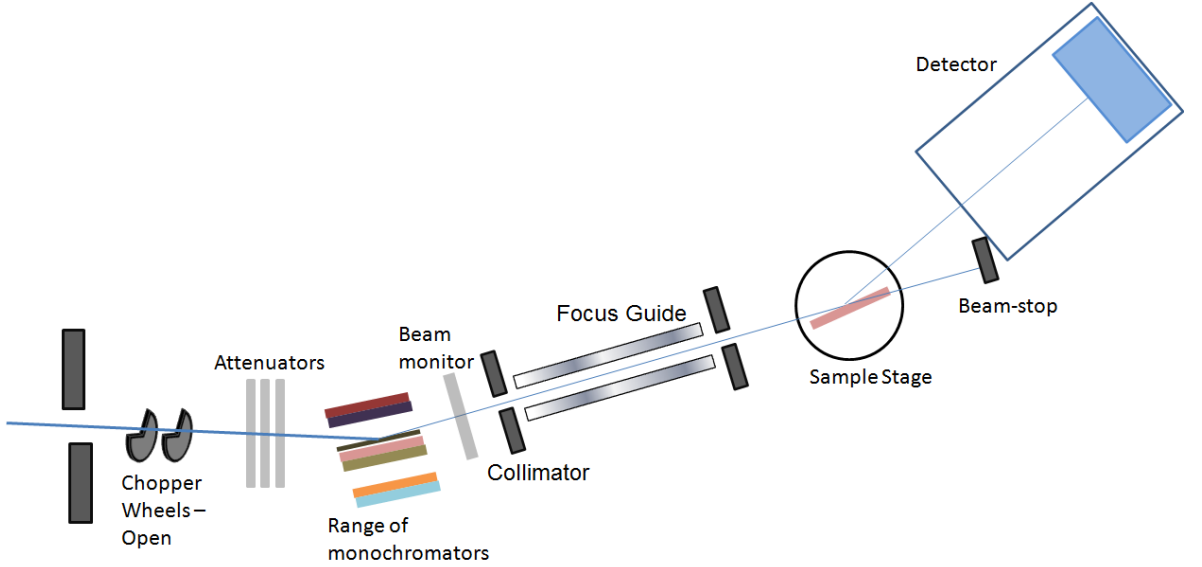 Detector
Beam-stop
Focus Guide
Sample Stage
Beam
monitor
Attenuators
Collimator
Chopper
Wheels –
Open
Range of
monochromators